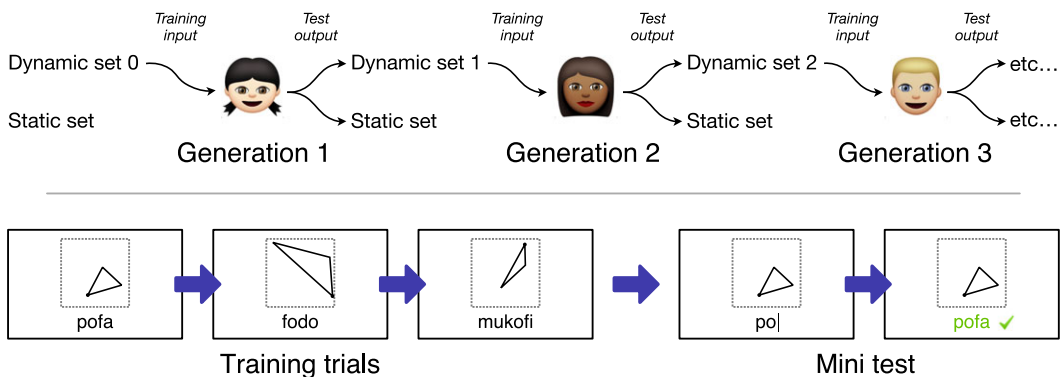 Training input Test output Training input Test output Training input Test output
Dynamic set 0 Dynamic set 1 Dynamic set 2 etc…
Static set Static set Static set etc…
Generation 1 Generation 2 Generation 3
pofa fodo mukofi po| pofa ✓
Training trials Mini test